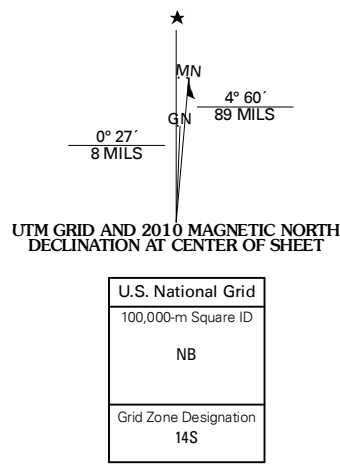 MN
4° 60´
89 MILS
GN
0° 27´
8 MILS
UTM GRID AND 2010 MAGNETIC NORTH
DECLINATION AT CENTER OF SHEET
U.S. National Grid
100,000-m Square ID
NB
Grid Zone Designation
14S